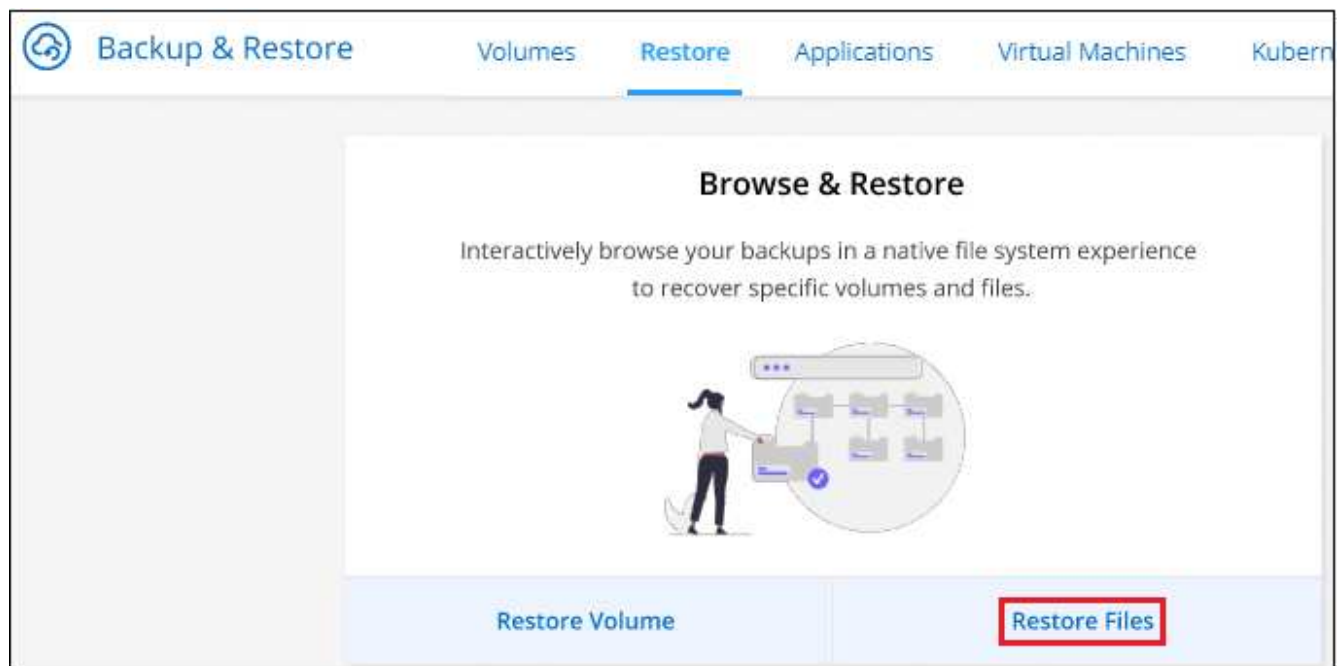 Backup & Restore Volumes Restore Applications Virtual Machines Kubern
Browse & Restore
Interactively browse your backups in a native file system experience
to recover specific volumes and files.
Restore Volume Restore Files